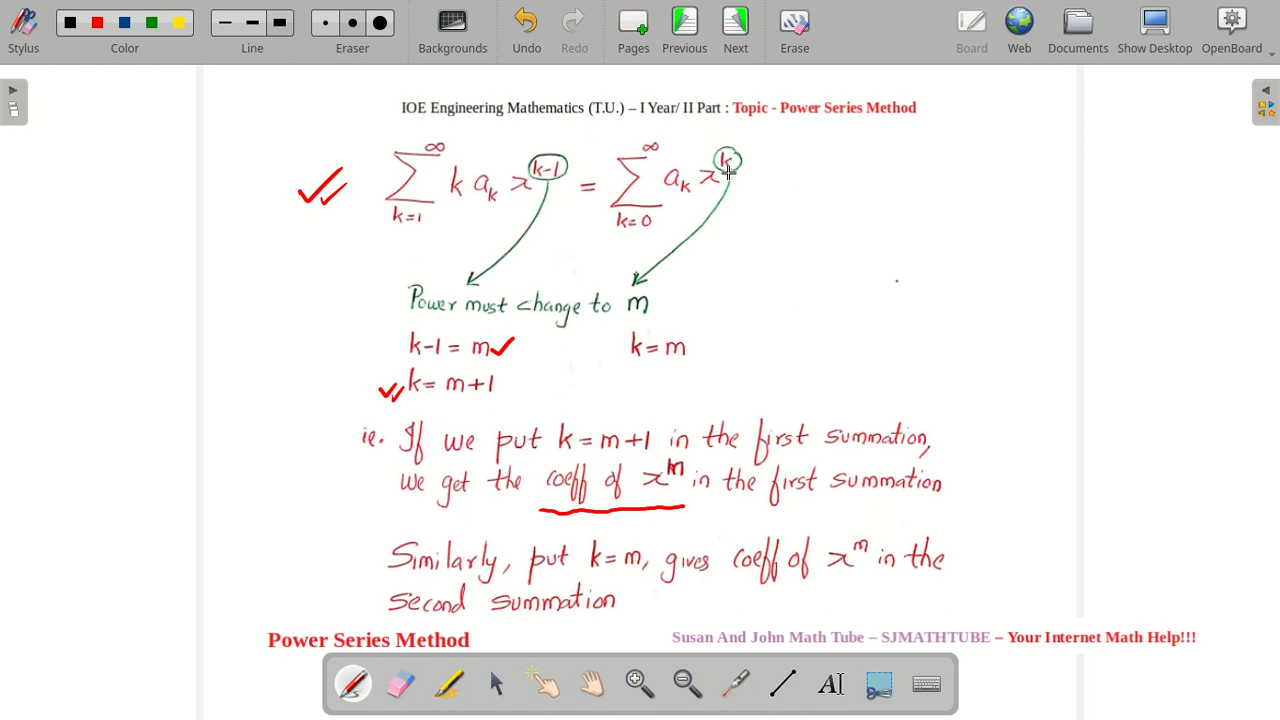 Stylus Color Line Eraser Backgrounds Undo Redo Pages Previous Next Erase Board Web Documents Show Desktop OpenBoard
IOE Engineering Mathematics (T.U.) – I Year/ II Part : Topic - Power Series Method
∑_{k=1}^{∞} k a_k x^{k-1} = ∑_{k=0}^{∞} a_k x^k
Power must change to m
k-1 = m k = m
k = m+1
ie. If we put k = m+1 in the first summation,
we get the coeff of x^m in the first summation
Similarly, put k = m, gives coeff of x^m in the
second summation
Power Series Method Susan And John Math Tube – SJMATHTUBE – Your Internet Math Help!!!
AI